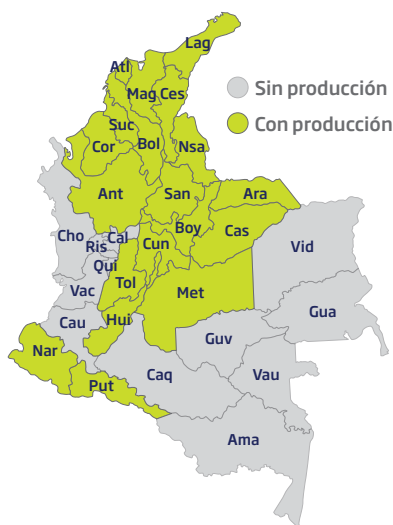 Lag
Atl
Mag Ces
Sin producción
Con producción
Suc
Cor
Bol
Nsa
Ant
San
Ara
Cho
Cal
Ris
Boy
Cas
Cun
Vid
Qui
Tol
Vac
Met
Gua
Cau
Hui
Guv
Nar
Caq
Vau
Put
Ama